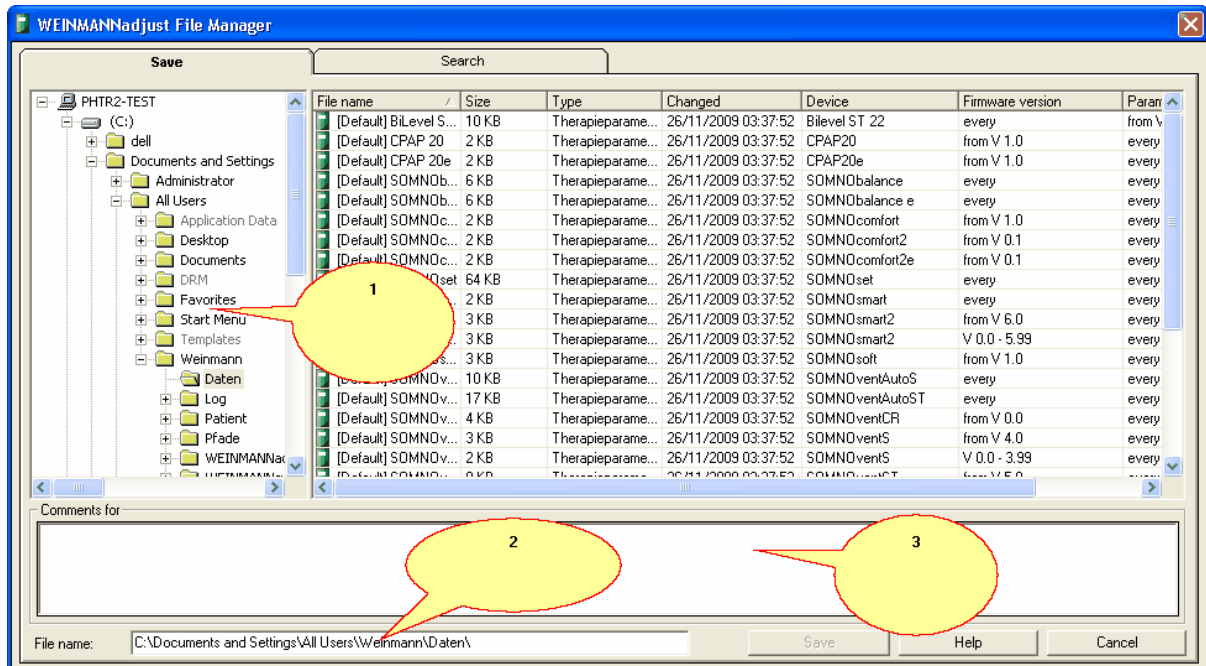 WEINMANNadjust File Manager
Save
Search
PHTR2-TEST
(C:)
dell
Documents and Settings
Administrator
All Users
Application Data
Desktop
Documents
DRM
Favorites
Start Menu
Templates
Weinmann
Daten
Log
Patient
Pfade
WEINMANNa
File name Size Type Changed Device Firmware version Param
[Default] BiLevel S... 10 KB Therapieparame... 26/11/2009 03:37:52 Bilevel ST 22 every from V
[Default] CPAP 20 2 KB Therapieparame... 26/11/2009 03:37:52 CPAP20 from V 1.0 every
[Default] CPAP 20e 2 KB Therapieparame... 26/11/2009 03:37:52 CPAP20e from V 1.0 every
[Default] SOMNOb... 6 KB Therapieparame... 26/11/2009 03:37:52 SOMNObalance every every
[Default] SOMNOb... 6 KB Therapieparame... 26/11/2009 03:37:52 SOMNObalance e every every
[Default] SOMNOc... 2 KB Therapieparame... 26/11/2009 03:37:52 SOMNOcomfort from V 1.0 every
[Default] SOMNOc... 2 KB Therapieparame... 26/11/2009 03:37:52 SOMNOcomfort2 from V 0.1 every
[Default] SOMNOc... 2 KB Therapieparame... 26/11/2009 03:37:52 SOMNOcomfort2e from V 0.1 every
Oset 64 KB Therapieparame... 26/11/2009 03:37:52 SOMNOset every every
2 KB Therapieparame... 26/11/2009 03:37:52 SOMNOsmart every every
3 KB Therapieparame... 26/11/2009 03:37:52 SOMNOsmart2 from V 6.0 every
3 KB Therapieparame... 26/11/2009 03:37:52 SOMNOsmart2 V 0.0 - 5.99 every
3 KB Therapieparame... 26/11/2009 03:37:52 SOMNOsoft from V 1.0 every
[Default] SOMNOv... 10 KB Therapieparame... 26/11/2009 03:37:52 SOMNOventAutoS every every
[Default] SOMNOv... 17 KB Therapieparame... 26/11/2009 03:37:52 SOMNOventAutoST every every
[Default] SOMNOv... 4 KB Therapieparame... 26/11/2009 03:37:52 SOMNOventCR from V 0.0 every
[Default] SOMNOv... 3 KB Therapieparame... 26/11/2009 03:37:52 SOMNOventS from V 4.0 every
[Default] SOMNOv... 2 KB Therapieparame... 26/11/2009 03:37:52 SOMNOventS V 0.0 - 3.99 every
1
Comments for
2
3
File name: C:\Documents and Settings\All Users\Weinmann\Daten\
Save Help Cancel